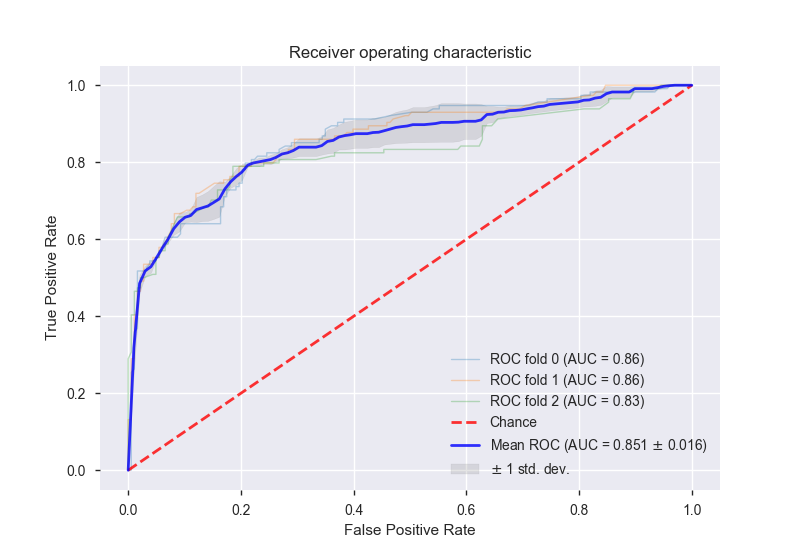 Receiver operating characteristic
1.0
0.8
0.6
0.4
0.2
0.0
True Positive Rate
ROC fold 0 (AUC = 0.86)
ROC fold 1 (AUC = 0.86)
ROC fold 2 (AUC = 0.83)
Chance
Mean ROC (AUC = 0.851 ± 0.016)
± 1 std. dev.
0.0 0.2 0.4 0.6 0.8 1.0
False Positive Rate